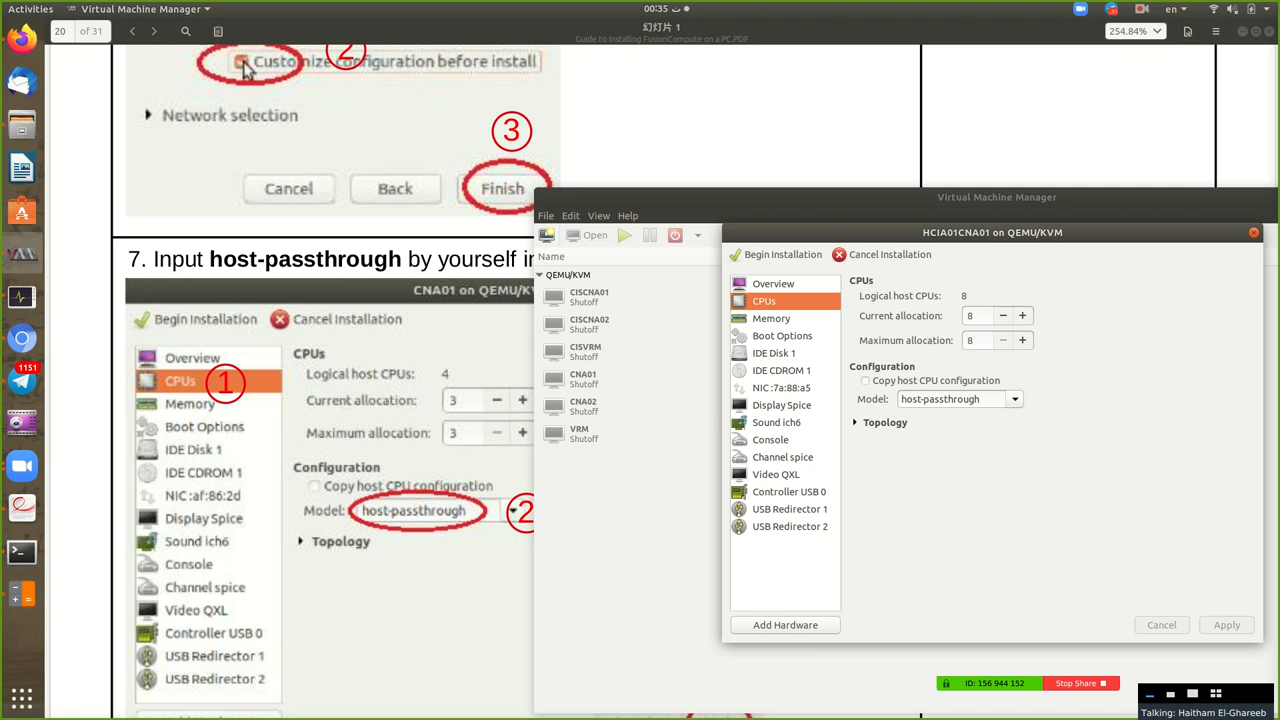 Activities
Virtual Machine Manager
00:35 ت
en
20 of 31
幻灯片 1
Guide to Installing FusionCompute on a PC.PDF
254.84%
2
Customize configuration before install
Network selection
3
Cancel
Back
Finish
7. Input host-passthrough by yourself in
CNA01 on QEMU/KV
Begin Installation
Cancel Installation
Overview
CPUs
1
Memory
Boot Options
IDE Disk 1
IDE CDROM 1
NIC :af:86:2d
Display Spice
Sound ich6
Console
Channel spice
Video QXL
Controller USB 0
USB Redirector 1
USB Redirector 2
CPUs
Logical host CPUs: 4
Current allocation: 3
Maximum allocation: 3
Configuration
Copy host CPU configuration
Model: host-passthrough
2
Topology
1151
Virtual Machine Manager
File Edit View Help
Open
Name
QEMU/KVM
CISCNA01
Shutoff
CISCNA02
Shutoff
CISVRM
Shutoff
CNA01
Shutoff
CNA02
Shutoff
VRM
Shutoff
HCIA01CNA01 on QEMU/KVM
Begin Installation
Cancel Installation
Overview
CPUs
Memory
Boot Options
IDE Disk 1
IDE CDROM 1
NIC :7a:88:a5
Display Spice
Sound ich6
Console
Channel spice
Video QXL
Controller USB 0
USB Redirector 1
USB Redirector 2
CPUs
Logical host CPUs: 8
Current allocation: 8
Maximum allocation: 8
Configuration
Copy host CPU configuration
Model: host-passthrough
Topology
Add Hardware
Cancel
Apply
ID: 156 944 152
Stop Share
Talking: Haitham El-Ghareeb